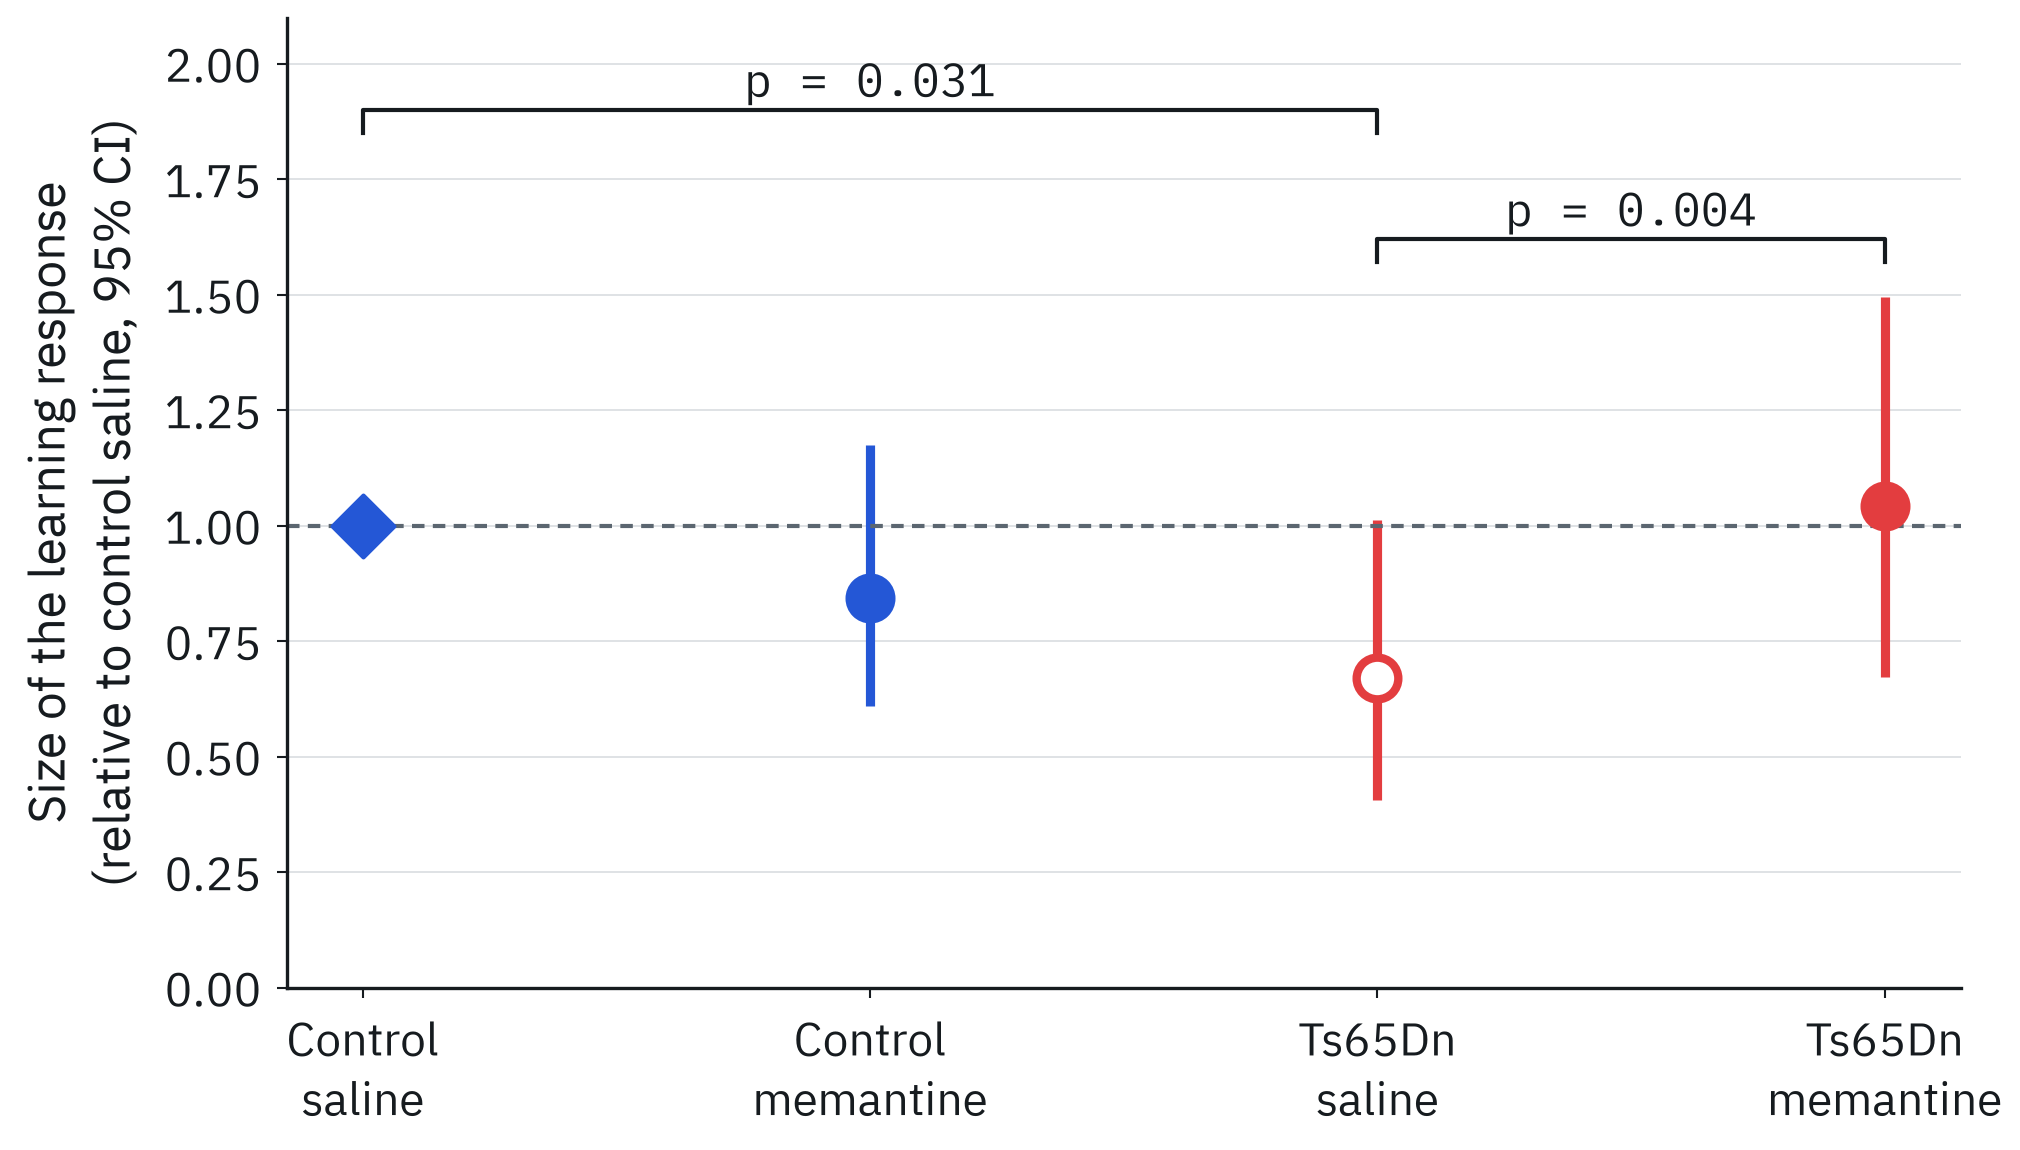 Size of the learning response
(relative to control saline, 95% CI)
2.00
1.75
1.50
1.25
1.00
0.75
0.50
0.25
0.00
p = 0.031
p = 0.004
Control
saline
Control
memantine
Ts65Dn
saline
Ts65Dn
memantine